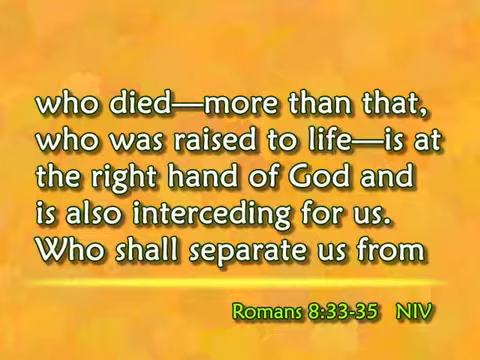 who died—more than that,
who was raised to life—is at
the right hand of God and
is also interceding for us.
Who shall separate us from
Romans 8:33-35 NIV